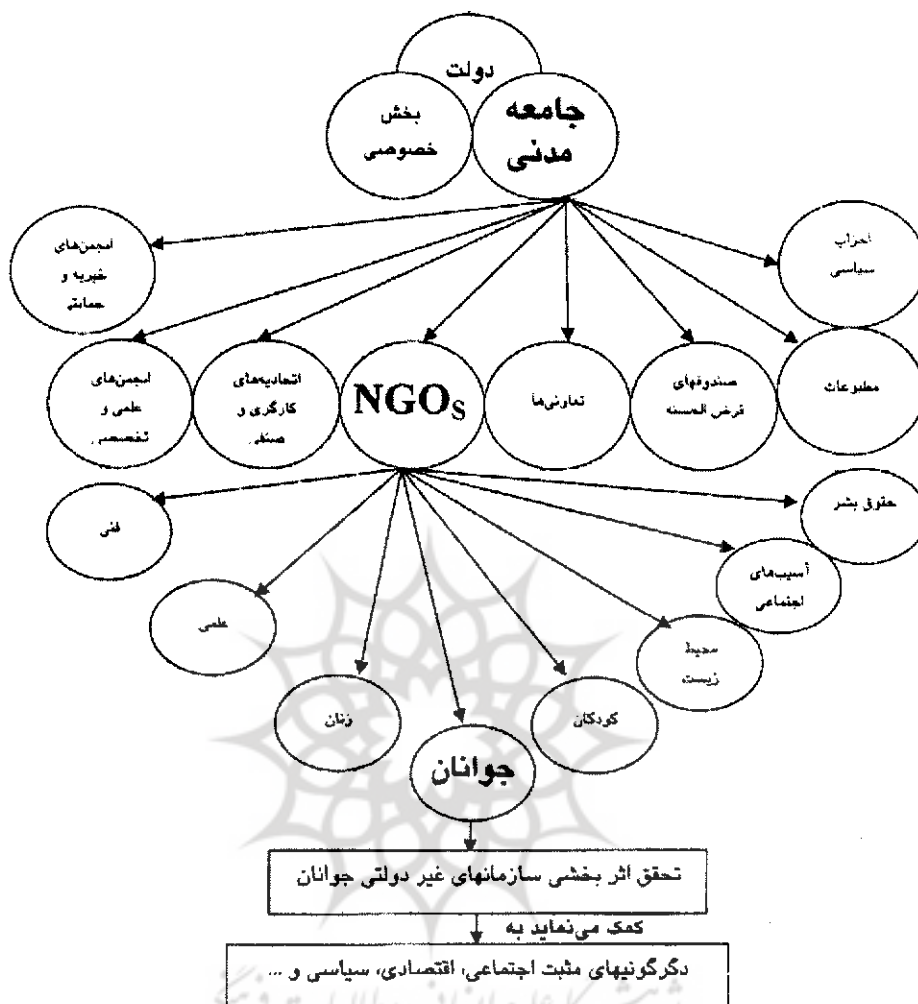 دولت
جامعه
مدنی
بخش
خصوصی
احزاب
سیاسی
انجمن‌های
خیریه و
حمایتی
مطبوعات
صندوقهای
قرض الحسنه
تعاونی‌ها
NGOs
اتحادیه‌های
کارگری و
صنفی
انجمن‌های
علمی و
تخصصی
حقوق بشر
آسیب‌های
اجتماعی
محیط
زیست
کودکان
جوانان
زنان
علمی
فنی
تحقق اثر بخشی سازمانهای غیر دولتی جوانان
کمک می‌نماید به
دگرگونیهای مثبت اجتماعی، اقتصادی، سیاسی و ...